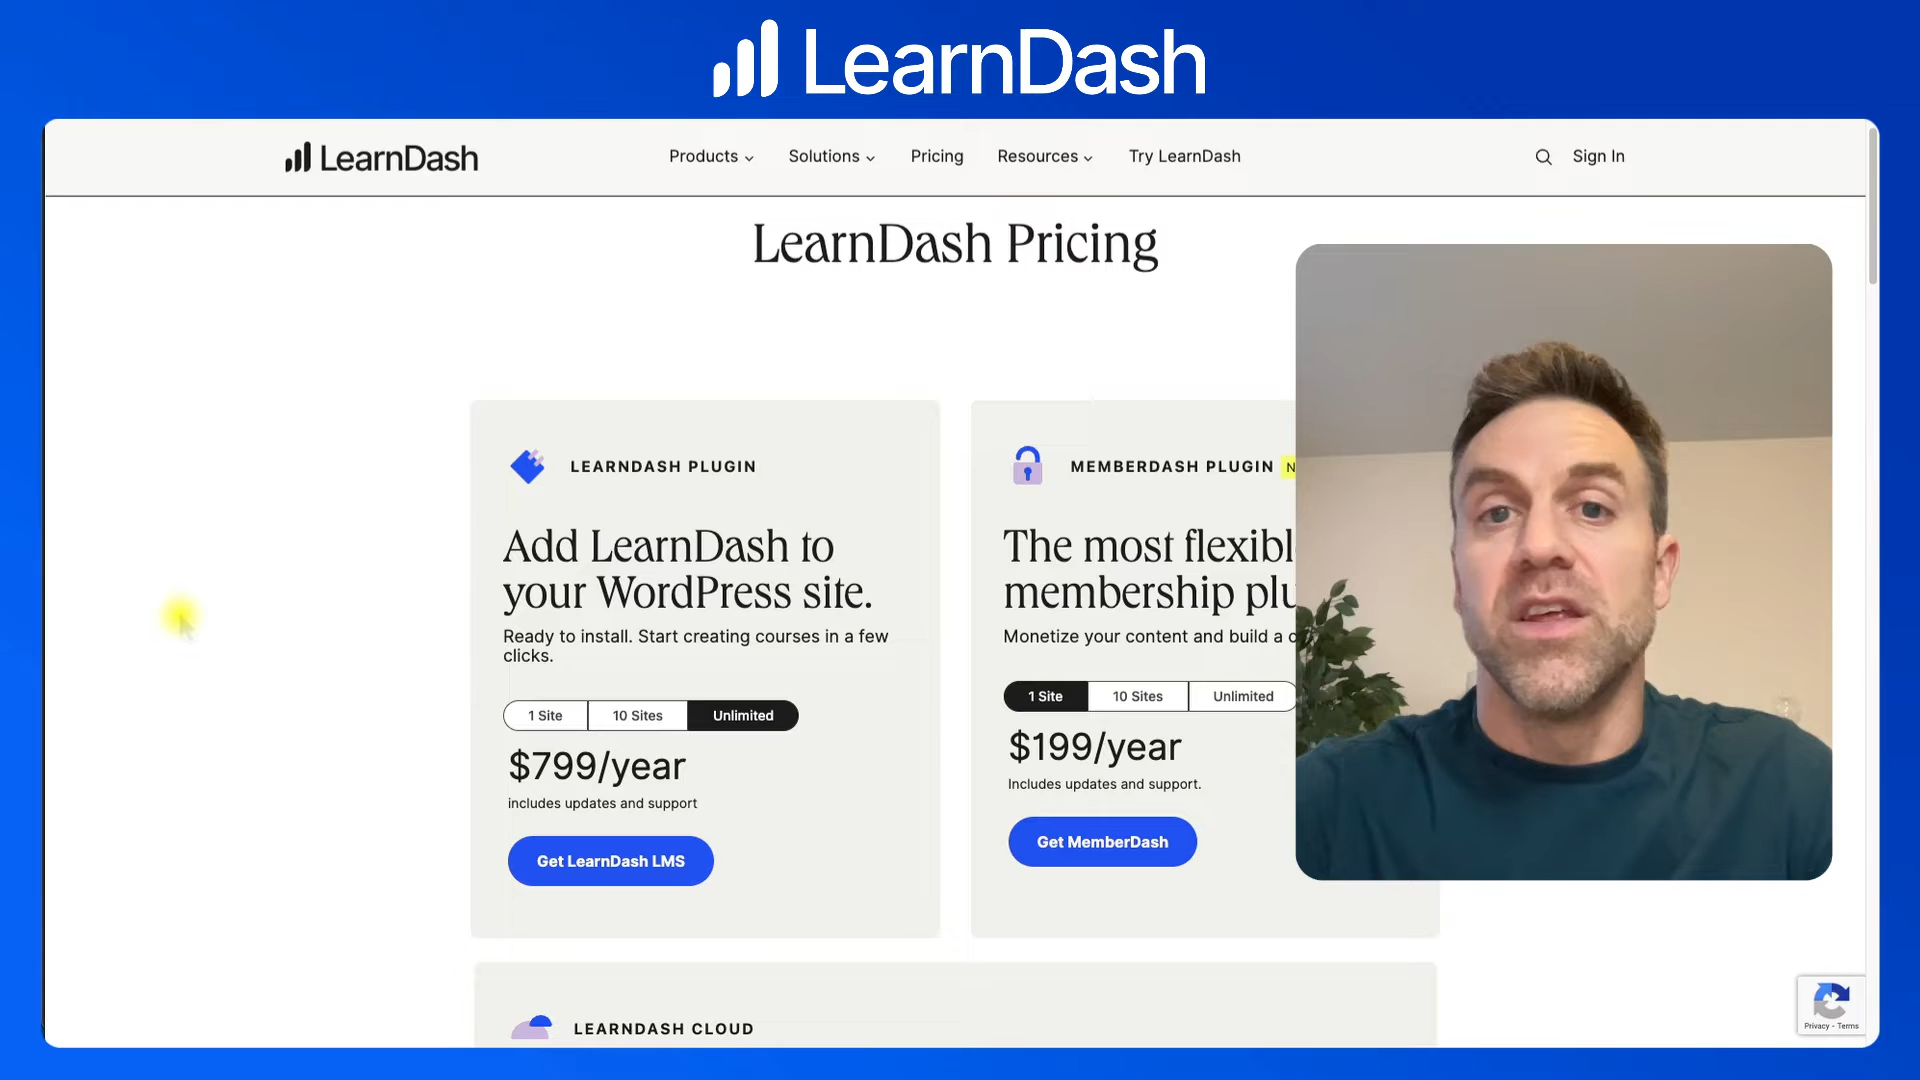 LearnDash
LearnDash
Products
Solutions
Pricing
Resources
Try LearnDash
Sign In
LearnDash Pricing
LEARNDASH PLUGIN
Add LearnDash to
your WordPress site.
Ready to install. Start creating courses in a few
clicks.
1 Site
10 Sites
Unlimited
$799/year
includes updates and support
Get LearnDash LMS
MEMBERDASH PLUGIN
The most
membership
Monetize your content and build a
1 Site
10 Sites
Unlimited
$199/year
Includes updates and support.
Get MemberDash
LEARNDASH CLOUD
Privacy - Terms